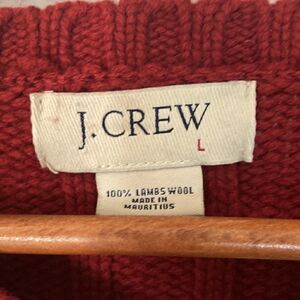 J.CREW
L
100% LAMBS WOOL
MADE IN
MAURITIUS